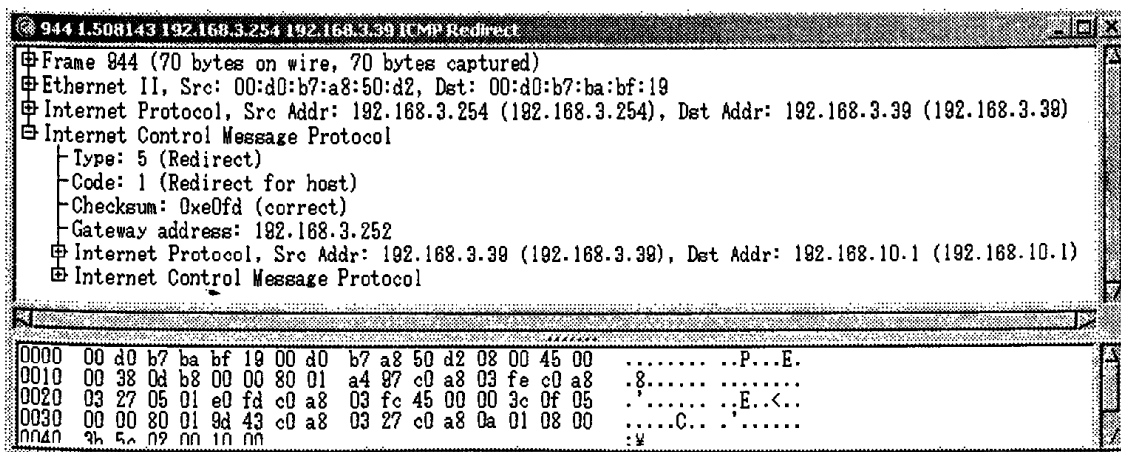 944 1.508143 192.168.3.254 192.168.3.39 ICMP Redirect
Frame 944 (70 bytes on wire, 70 bytes captured)
Ethernet II, Src: 00:d0:b7:a8:50:d2, Dst: 00:d0:b7:ba:bf:19
Internet Protocol, Src Addr: 192.168.3.254 (192.168.3.254), Dst Addr: 192.168.3.39 (192.168.3.39)
Internet Control Message Protocol
Type: 5 (Redirect)
Code: 1 (Redirect for host)
Checksum: 0xe0fd (correct)
Gateway address: 192.168.3.252
Internet Protocol, Src Addr: 192.168.3.39 (192.168.3.39), Dst Addr: 192.168.10.1 (192.168.10.1)
Internet Control Message Protocol
0000 00 d0 b7 ba bf 19 00 d0 b7 a8 50 d2 08 00 45 00 ........ ..P...E.
0010 00 38 0d b8 00 00 80 01 a4 97 c0 a8 03 fe c0 a8 .8...... ........
0020 03 27 05 01 e0 fd c0 a8 03 fc 45 00 00 3c 0f 05 .'...... ..E..<..
0030 00 00 80 01 9d 43 c0 a8 03 27 c0 a8 0a 01 08 00 .....C.. .'......
0040 3b 5c 02 00 10 00